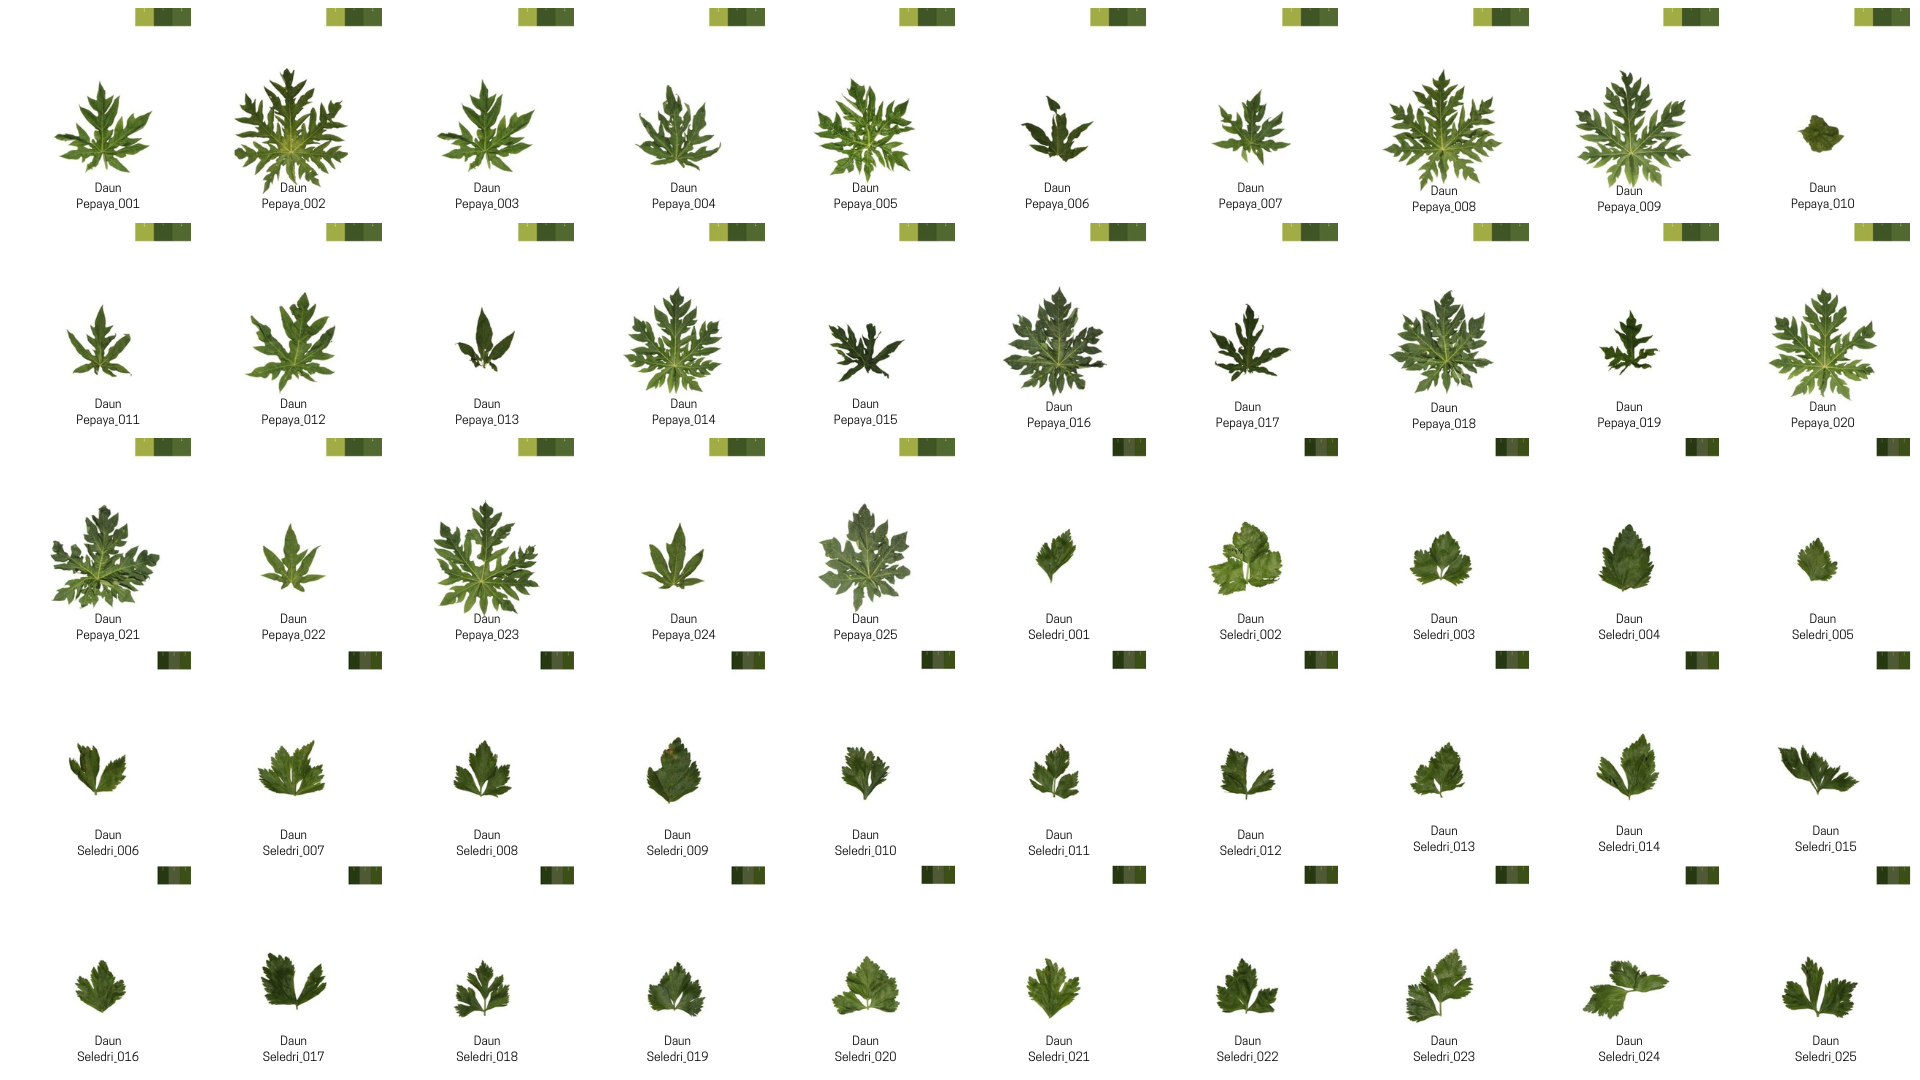 Daun
Pepaya_001
Daun
Pepaya_002
Daun
Pepaya_003
Daun
Pepaya_004
Daun
Pepaya_005
Daun
Pepaya_006
Daun
Pepaya_007
Daun
Pepaya_008
Daun
Pepaya_009
Daun
Pepaya_010
Daun
Pepaya_011
Daun
Pepaya_012
Daun
Pepaya_013
Daun
Pepaya_014
Daun
Pepaya_015
Daun
Pepaya_016
Daun
Pepaya_017
Daun
Pepaya_018
Daun
Pepaya_019
Daun
Pepaya_020
Daun
Pepaya_021
Daun
Pepaya_022
Daun
Pepaya_023
Daun
Pepaya_024
Daun
Pepaya_025
Daun
Seledri_001
Daun
Seledri_002
Daun
Seledri_003
Daun
Seledri_004
Daun
Seledri_005
Daun
Seledri_006
Daun
Seledri_007
Daun
Seledri_008
Daun
Seledri_009
Daun
Seledri_010
Daun
Seledri_011
Daun
Seledri_012
Daun
Seledri_013
Daun
Seledri_014
Daun
Seledri_015
Daun
Seledri_016
Daun
Seledri_017
Daun
Seledri_018
Daun
Seledri_019
Daun
Seledri_020
Daun
Seledri_021
Daun
Seledri_022
Daun
Seledri_023
Daun
Seledri_024
Daun
Seledri_025